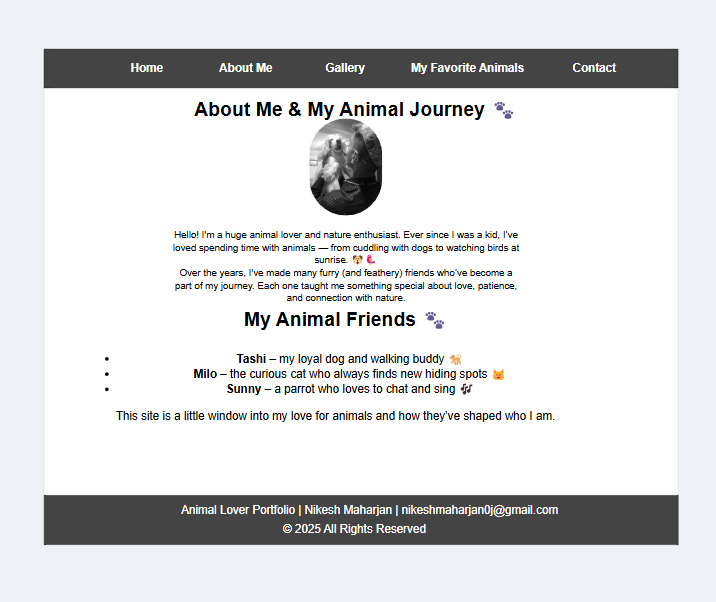 Home About Me Gallery My Favorite Animals Contact
About Me & My Animal Journey 🐾
Hello! I'm a huge animal lover and nature enthusiast. Ever since I was a kid, I've
loved spending time with animals — from cuddling with dogs to watching birds at
sunrise. 🐶🦜
Over the years, I've made many furry (and feathery) friends who've become a
part of my journey. Each one taught me something special about love, patience,
and connection with nature.
My Animal Friends 🐾
• Tashi – my loyal dog and walking buddy 🐕
• Milo – the curious cat who always finds new hiding spots 🐱
• Sunny – a parrot who loves to chat and sing 🎶
This site is a little window into my love for animals and how they've shaped who I am.
Animal Lover Portfolio | Nikesh Maharjan | nikeshmaharjan0j@gmail.com
© 2025 All Rights Reserved